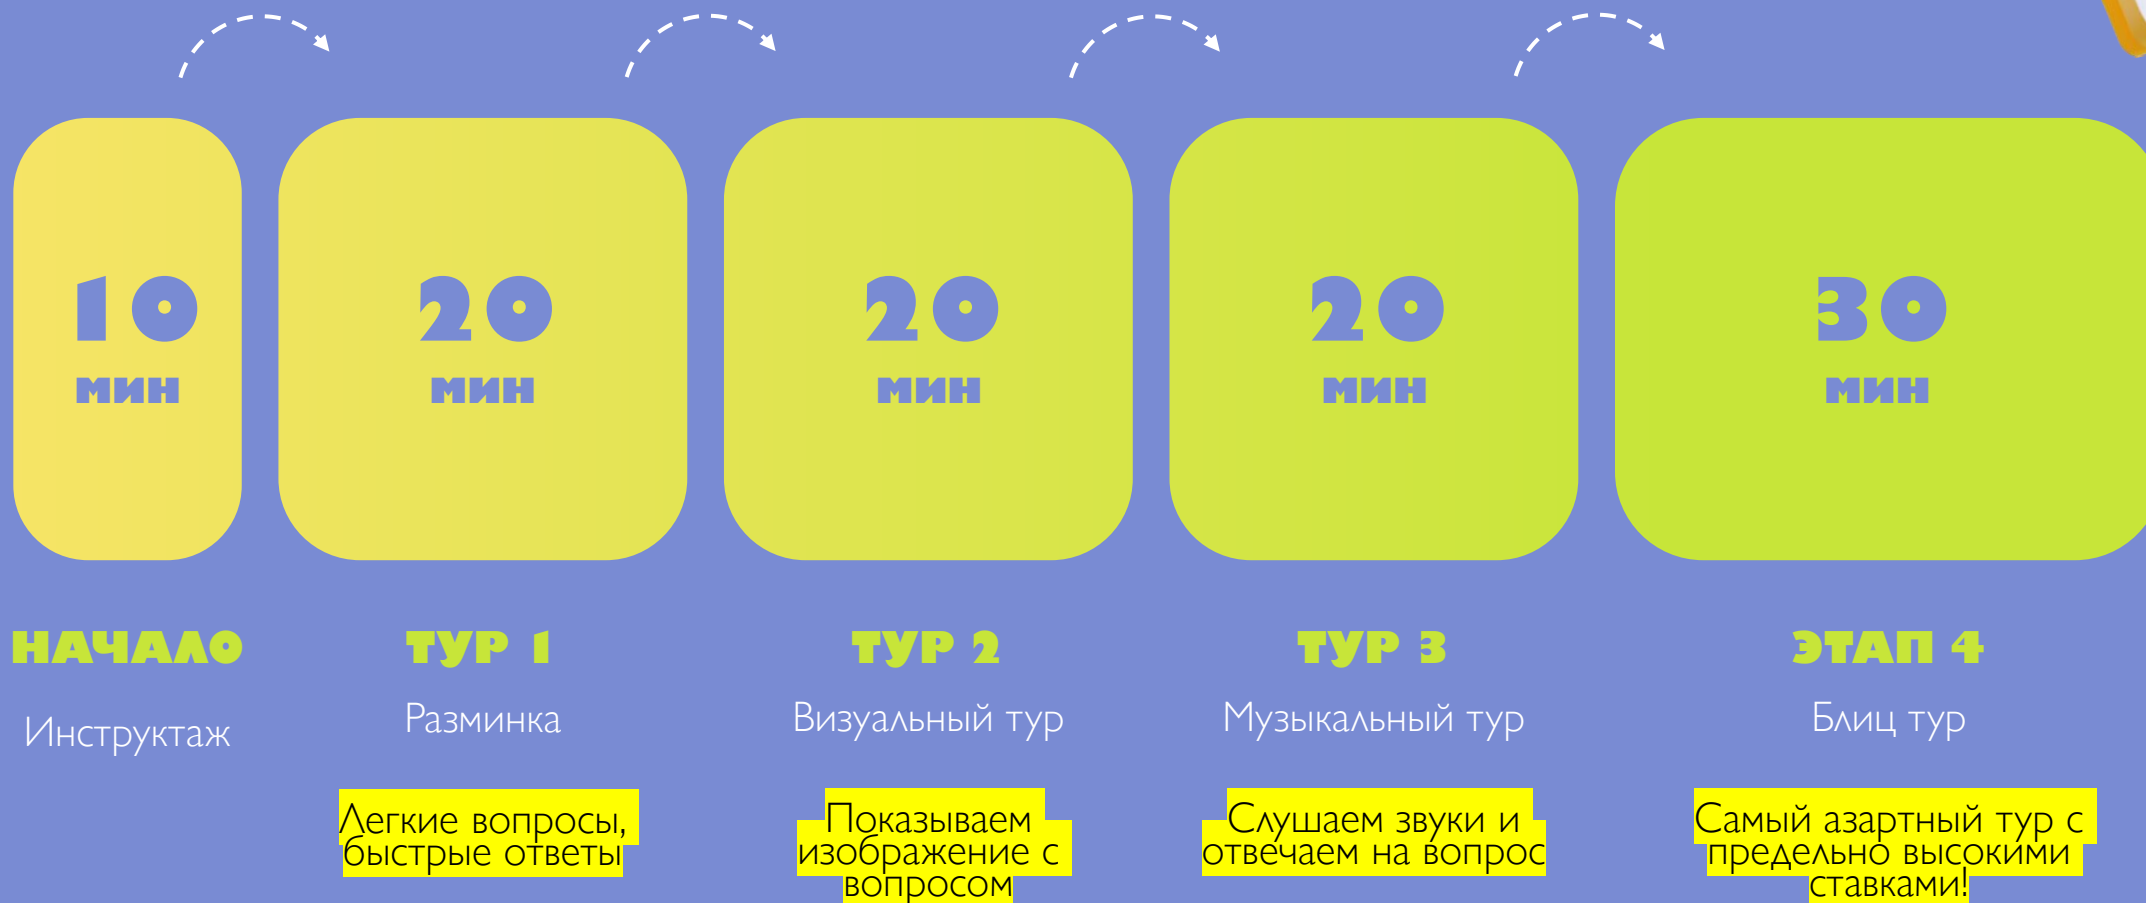 10
мин
20
мин
20
мин
20
мин
30
мин
НАЧАЛО
Инструктаж
ТУР 1
Разминка
Легкие вопросы,
быстрые ответы
ТУР 2
Визуальный тур
Показываем
изображение с
вопросом
ТУР 3
Музыкальный тур
Слушаем звуки и
отвечаем на вопрос
ЭТАП 4
Блиц тур
Самый азартный тур с
предельно высокими
ставками!